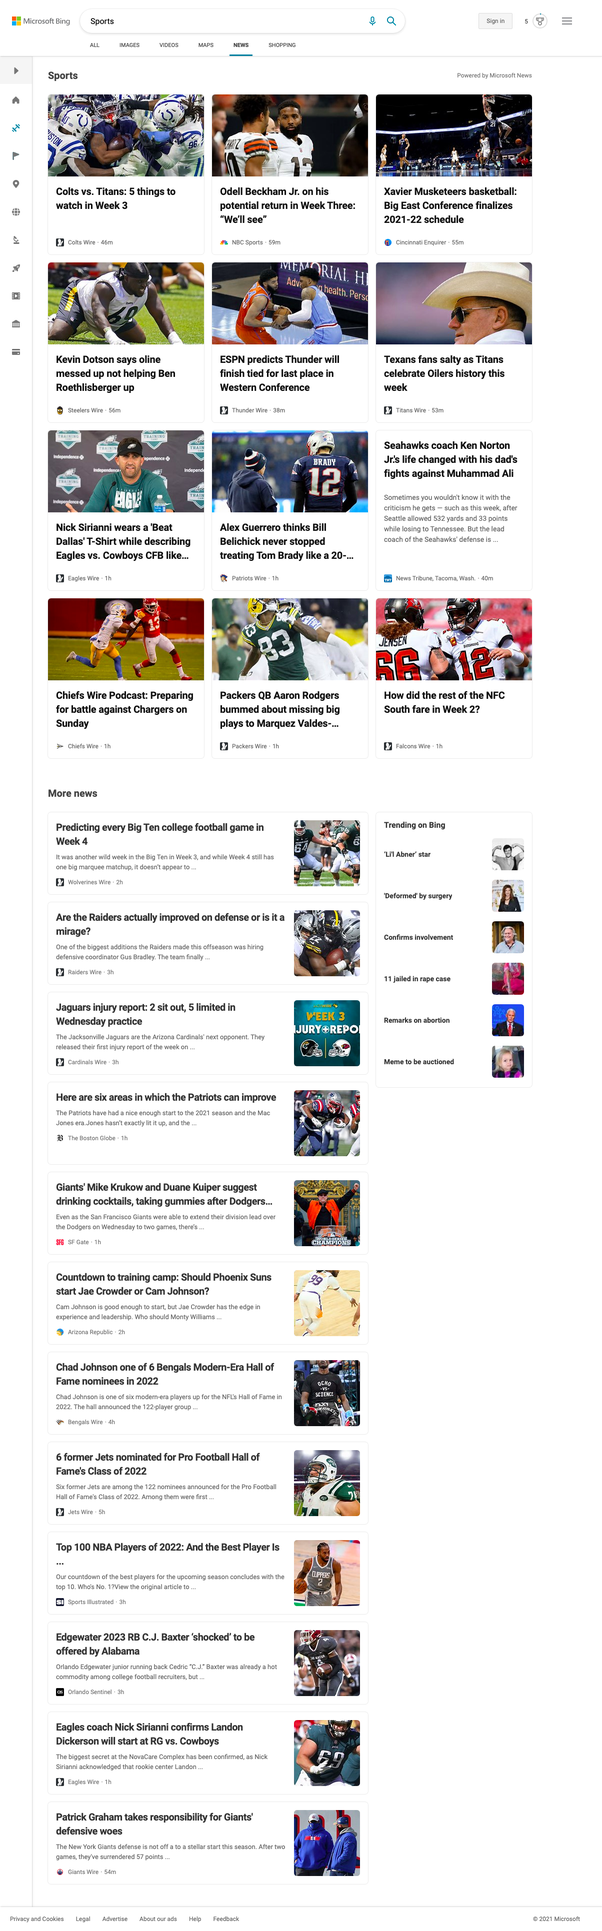 Microsoft Bing
Sports
Sign in
5
ALL
IMAGES
VIDEOS
MAPS
NEWS
SHOPPING
Sports
Powered by Microsoft News
Colts vs. Titans: 5 things to
watch in Week 3
Colts Wire · 46m
Odell Beckham Jr. on his
potential return in Week Three:
“We’ll see”
NBC Sports · 59m
Xavier Musketeers basketball:
Big East Conference finalizes
2021-22 schedule
Cincinnati Enquirer · 55m
Kevin Dotson says oline
messed up not helping Ben
Roethlisberger up
Steelers Wire · 56m
MEMORIAL H
ESPN predicts Thunder will
finish tied for last place in
Western Conference
Thunder Wire · 38m
Texans fans salty as Titans
celebrate Oilers history this
week
Titans Wire · 53m
EAGLES
Nick Sirianni wears a 'Beat
Dallas' T-Shirt while describing
Eagles vs. Cowboys CFB like...
Eagles Wire · 1h
BRADY
12
Alex Guerrero thinks Bill
Belichick never stopped
treating Tom Brady like a 20-...
Patriots Wire · 1h
Seahawks coach Ken Norton
Jr.'s life changed with his dad's
fights against Muhammad Ali
Sometimes you wouldn't know it with the
criticism he gets — such as this week, after
Seattle allowed 532 yards and 33 points
while losing to Tennessee. But the lead
coach of the Seahawks' defense is ...
News Tribune, Tacoma, Wash. · 40m
Chiefs Wire Podcast: Preparing
for battle against Chargers on
Sunday
Chiefs Wire · 1h
83
Packers QB Aaron Rodgers
bummed about missing big
plays to Marquez Valdes-...
Packers Wire · 1h
JENSEN
66
12
How did the rest of the NFC
South fare in Week 2?
Falcons Wire · 1h
More news
Predicting every Big Ten college football game in
Week 4
It was another wild week in the Big Ten in Week 3, and while Week 4 still has
one big marquee matchup, it doesn't appear to ...
Wolverines Wire · 2h
Are the Raiders actually improved on defense or is it a
mirage?
One of the biggest additions the Raiders made this offseason was hiring
defensive coordinator Gus Bradley. The team finally ...
Raiders Wire · 3h
Jaguars injury report: 2 sit out, 5 limited in
Wednesday practice
The Jacksonville Jaguars are the Arizona Cardinals' next opponent. They
released their first injury report of the week on ...
Cardinals Wire · 3h
WEEK 3
NJURY+REPO
Here are six areas in which the Patriots can improve
The Patriots have had a nice enough start to the 2021 season and the Mac
Jones era.Jones hasn't exactly lit it up, and the ...
The Boston Globe · 1h
Giants' Mike Krukow and Duane Kuiper suggest
drinking cocktails, taking gummies after Dodgers...
Even as the San Francisco Giants were able to extend their division lead over
the Dodgers on Wednesday to two games, there's ...
SF Gate · 1h
CHAMPIONS
Countdown to training camp: Should Phoenix Suns
start Jae Crowder or Cam Johnson?
Cam Johnson is good enough to start, but Jae Crowder has the edge in
experience and leadership. Who should Monty Williams ...
Arizona Republic · 2h
99
Chad Johnson one of 6 Bengals Modern-Era Hall of
Fame nominees in 2022
Chad Johnson is one of six modern-era players up for the NFL's Hall of Fame in
2022. The hall announced the 122-player group ...
Bengals Wire · 4h
OCHO
VS
SCIENCE
6 former Jets nominated for Pro Football Hall of
Fame's Class of 2022
Six former Jets are among the 122 nominees announced for the Pro Football
Hall of Fame's Class of 2022. Among them were first ...
Jets Wire · 5h
Top 100 NBA Players of 2022: And the Best Player Is
...
Our countdown of the best players for the upcoming season concludes with the
top 10. Who's No. 1?View the original article to ...
Sports Illustrated · 3h
CLIPPERS
2
Edgewater 2023 RB C.J. Baxter ‘shocked’ to be
offered by Alabama
Orlando Edgewater junior running back Cedric “C.J.” Baxter was already a hot
commodity among college football recruiters, but ...
Orlando Sentinel · 3h
Eagles coach Nick Sirianni confirms Landon
Dickerson will start at RG vs. Cowboys
The biggest secret at the NovaCare Complex has been confirmed, as Nick
Sirianni acknowledged that rookie center Landon ...
Eagles Wire · 1h
69
Patrick Graham takes responsibility for Giants'
defensive woes
The New York Giants defense is not off a to a stellar start this season. After two
games, they've surrendered 57 points ...
Giants Wire · 54m
Trending on Bing
'Li'l Abner' star
'Deformed' by surgery
Confirms involvement
11 jailed in rape case
Remarks on abortion
Meme to be auctioned
Privacy and Cookies
Legal
Advertise
About our ads
Help
Feedback
© 2021 Microsoft